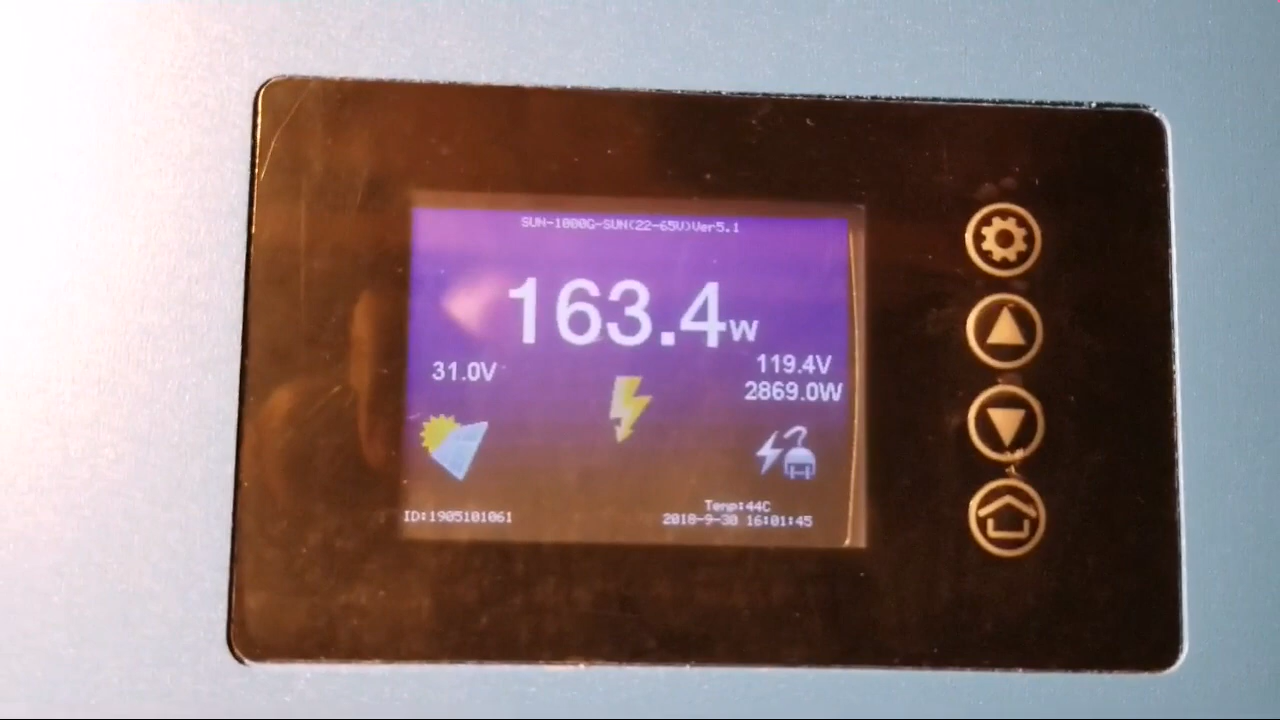 SUN-1000G-SUN(22-65V)Ver5.1
163.4w
31.0V
119.4V
2869.0W
ID:1905101061
Temp:44C
2018-9-30 16:01:45